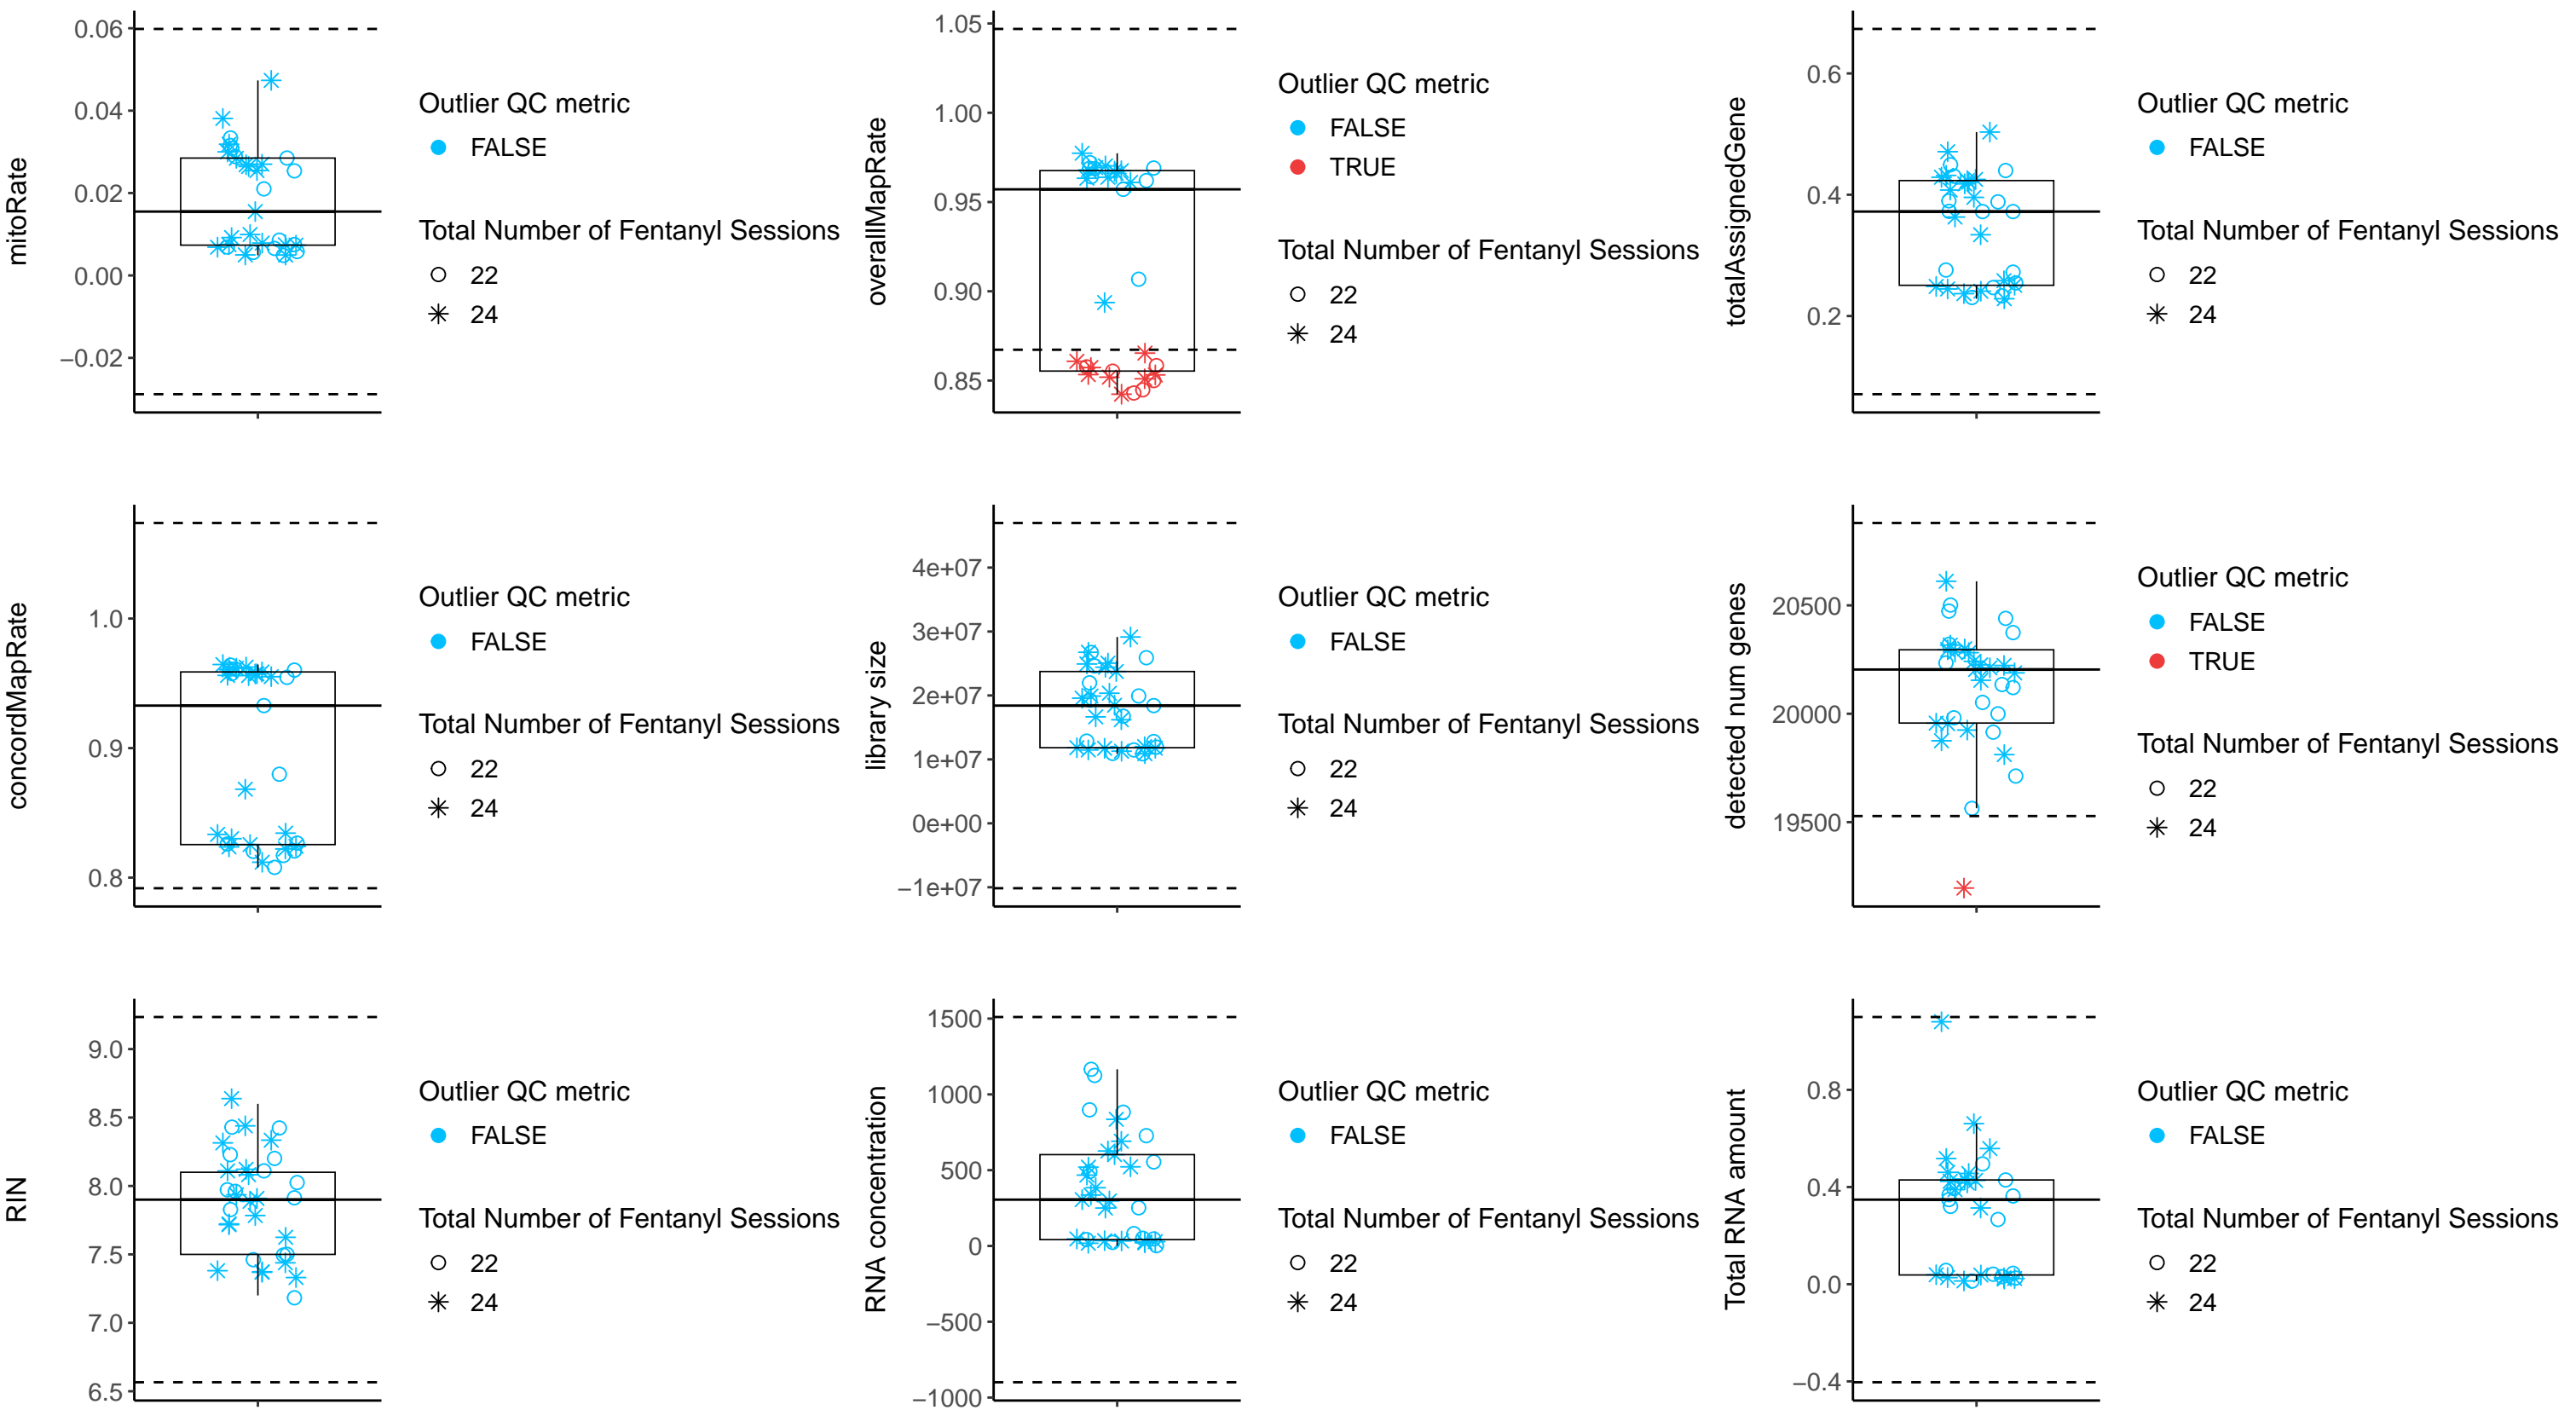 mitoRate
0.06
0.04
0.02
0.00
−0.02
Outlier QC metric
FALSE
Total Number of Fentanyl Sessions
22
24
overallMapRate
1.05
1.00
0.95
0.90
0.85
Outlier QC metric
FALSE
TRUE
Total Number of Fentanyl Sessions
22
24
totalAssignedGene
0.6
0.4
0.2
Outlier QC metric
FALSE
Total Number of Fentanyl Sessions
22
24
concordMapRate
1.0
0.9
0.8
Outlier QC metric
FALSE
Total Number of Fentanyl Sessions
22
24
library size
4e+07
3e+07
2e+07
1e+07
0e+00
−1e+07
Outlier QC metric
FALSE
Total Number of Fentanyl Sessions
22
24
detected num genes
20500
20000
19500
Outlier QC metric
FALSE
TRUE
Total Number of Fentanyl Sessions
22
24
RIN
9.0
8.5
8.0
7.5
7.0
6.5
Outlier QC metric
FALSE
Total Number of Fentanyl Sessions
22
24
RNA concentration
1500
1000
500
0
−500
−1000
Outlier QC metric
FALSE
Total Number of Fentanyl Sessions
22
24
Total RNA amount
0.8
0.4
0.0
−0.4
Outlier QC metric
FALSE
Total Number of Fentanyl Sessions
22
24